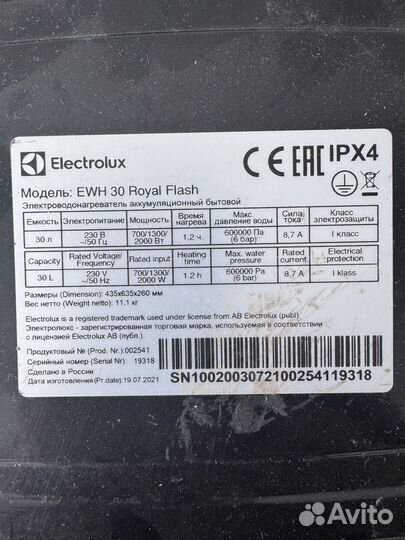 Electrolux
CE EAC IPX4
Модель: EWH 30 Royal Flash
Электроводонагреватель аккумуляционный бытовой
Емкость Электропитание Мощность Время нагрева Макс давление воды Сила тока Класс электрозащиты
30 л 230 В ~/50 Гц 700/1300/2000 Вт 1,2 ч. 600000 Па (6 бар) 8,7 А I класс
Capacity Rated Voltage/Frequency Rated input Heating time Max. water pressure Rated current Electrical protection
30 L 230 V ~/50 Hz 700/1300/2000 W 1.2 h 600000 Pa (6 bar) 8,7 A I klass
Размеры (Dimension): 435x635x260 мм
Вес нетто (Weight netto): 11,1 кг
Electrolux is a registered trademark used under license from AB Electrolux (publ).
Электролюкс – зарегистрированная торговая марка, используемая в соответствии
с лицензией Electrolux AB (публ.).
Продуктовый № (Prod. Nr.):002541
Серийный номер (Serial Nr): 19318
Сделано в России
Дата изготовления (Pr.date):19.07.2021
SN1002003072100254119318
Avito